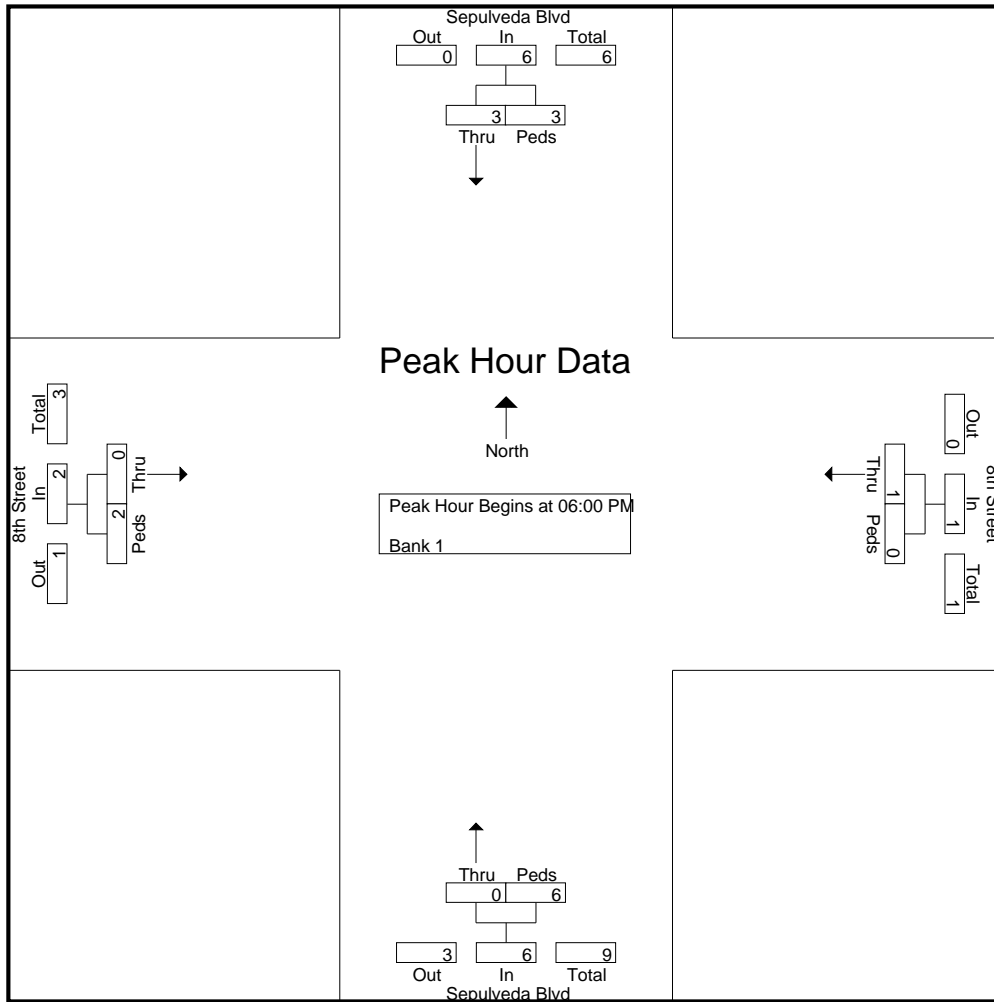 Sepulveda Blvd
Out In Total
0 6 6
3 3
Thru Peds
Peak Hour Data
North
Peak Hour Begins at 06:00 PM
Bank 1
8th Street
Out In Total
1 2 3
Peds Thru
2 0
8th Street
Out In Total
0 1 1
Thru Peds
1 0
Thru Peds
0 6
3 6 9
Out In Total
Sepulveda Blvd